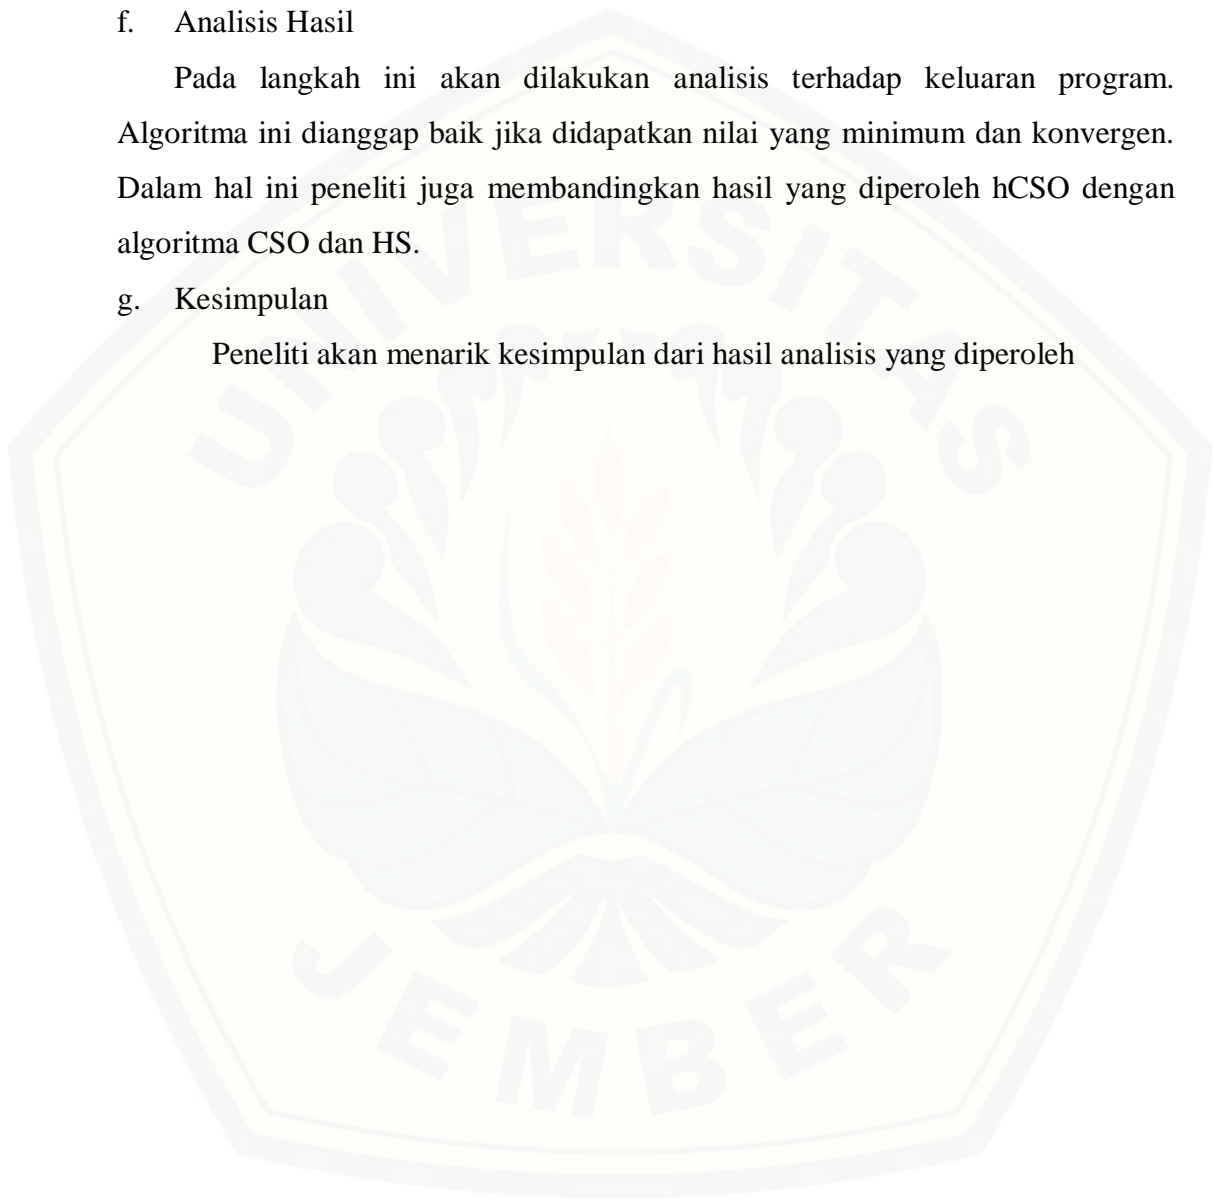 f. Analisis Hasil
Pada langkah ini akan dilakukan analisis terhadap keluaran program.
Algoritma ini dianggap baik jika didapatkan nilai yang minimum dan konvergen.
Dalam hal ini peneliti juga membandingkan hasil yang diperoleh hCSO dengan
algoritma CSO dan HS.
g. Kesimpulan
Peneliti akan menarik kesimpulan dari hasil analisis yang diperoleh
UNIVERSITAS
JEMBER